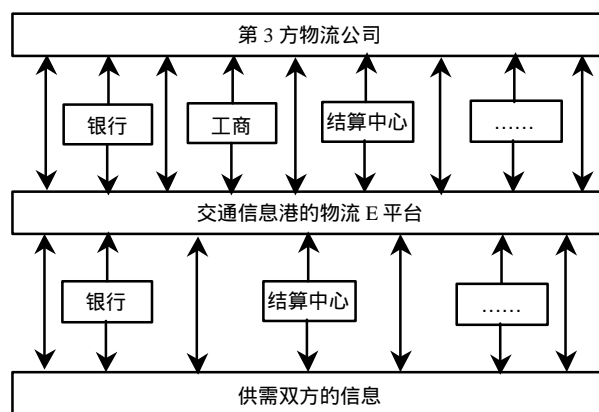 第 3 方物流公司
银行
工商
结算中心
……
交通信息港的物流 E 平台
银行
结算中心
……
供需双方的信息